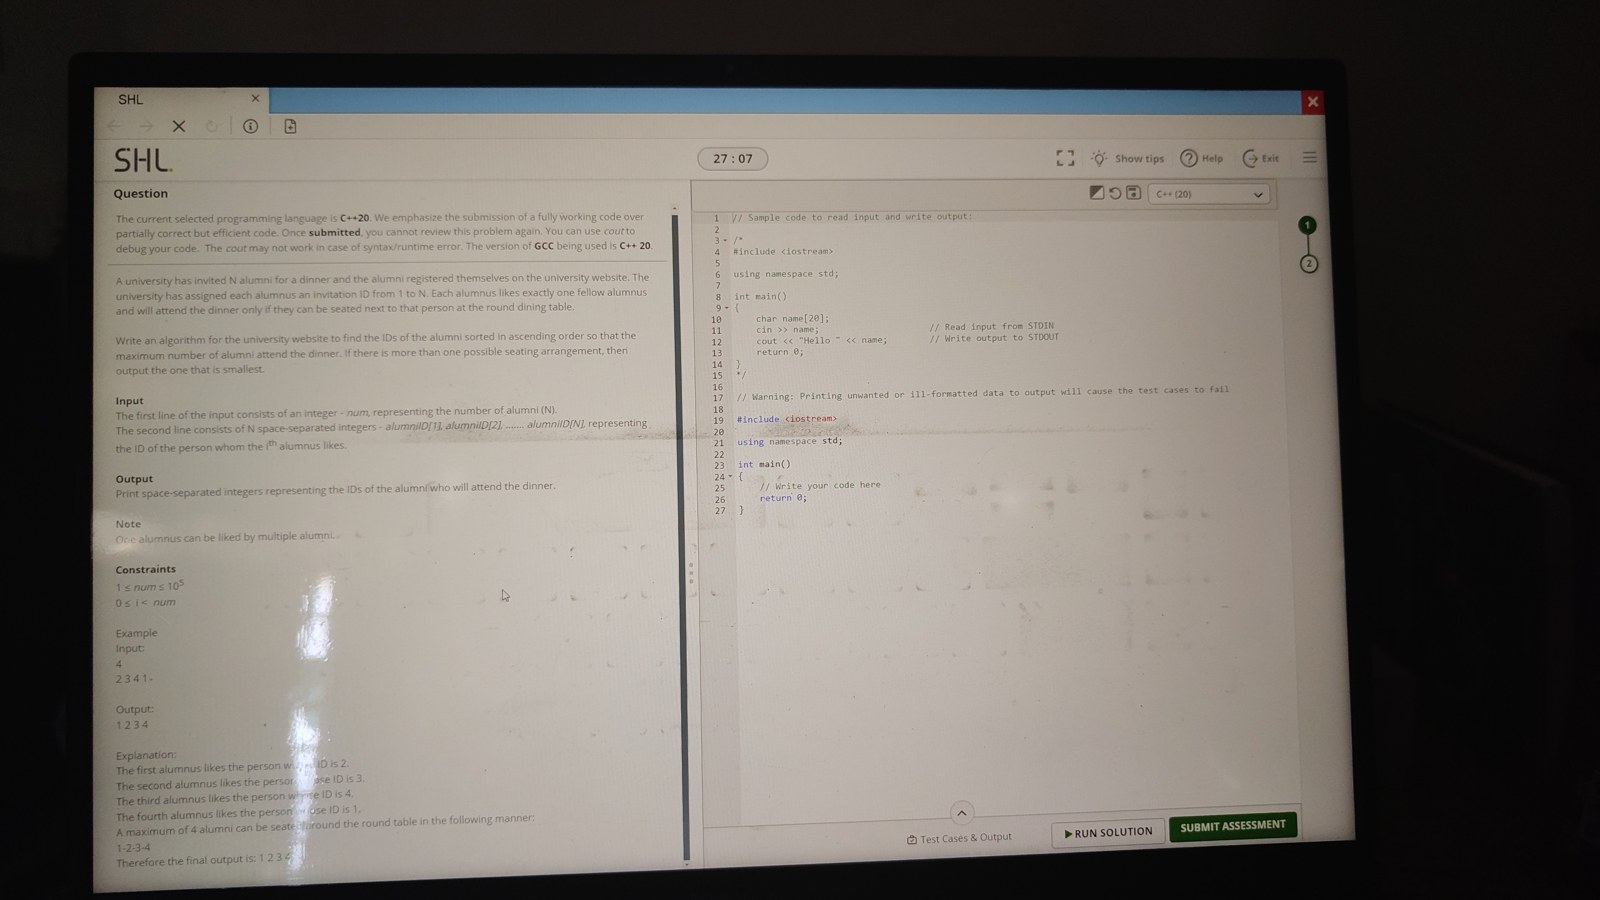 SHL
SHL.
27 : 07
Show tips
Help
Exit
Question
C++ (20)
The current selected programming language is C++20. We emphasize the submission of a fully working code over
partially correct but efficient code. Once submitted, you cannot review this problem again. You can use cout to
debug your code. The cout may not work in case of syntax/runtime error. The version of GCC being used is C++ 20.
A university has invited N alumni for a dinner and the alumni registered themselves on the university website. The
university has assigned each alumnus an invitation ID from 1 to N. Each alumnus likes exactly one fellow alumnus
and will attend the dinner only if they can be seated next to that person at the round dining table.
Write an algorithm for the university website to find the IDs of the alumni sorted in ascending order so that the
maximum number of alumni attend the dinner. If there is more than one possible seating arrangement, then
output the one that is smallest.
Input
The first line of the input consists of an integer - num, representing the number of alumni (N).
The second line consists of N space-separated integers - alumniID[1], alumniID[2], ...... alumniID[N], representing
the ID of the person whom the ith alumnus likes.
Output
Print space-separated integers representing the IDs of the alumni who will attend the dinner.
Note
One alumnus can be liked by multiple alumni.
Constraints
1 ≤ num ≤ 10^5
0 ≤ i < num
Example
Input:
4
2 3 4 1
Output:
1 2 3 4
Explanation:
The first alumnus likes the person ID is 2.
The second alumnus likes the person ID is 3.
The third alumnus likes the person ID is 4.
The fourth alumnus likes the person ID is 1.
A maximum of 4 alumni can be seated around the round table in the following manner:
1-2-3-4
Therefore the final output is: 1 2 3 4
1 // Sample code to read input and write output:
2
3 /*
4 #include <iostream>
5
6 using namespace std;
7
8 int main()
9 {
10 char name[20];
11 cin >> name; // Read input from STDIN
12 cout << "Hello " << name; // Write output to STDOUT
13 return 0;
14 }
15 */
16
17 // Warning: Printing unwanted or ill-formatted data to output will cause the test cases to fail
18
19 #include <iostream>
20
21 using namespace std;
22
23 int main()
24 {
25 // Write your code here
26 return 0;
27 }
1
2
Test Cases & Output
RUN SOLUTION
SUBMIT ASSESSMENT